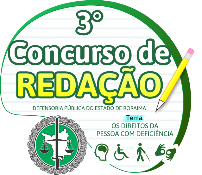 3º
Concurso de
REDAÇÃO
DEFENSORIA PÚBLICA DO ESTADO DE RORAIMA
Tema
OS DIREITOS DA
PESSOA COM DEFICIÊNCIA